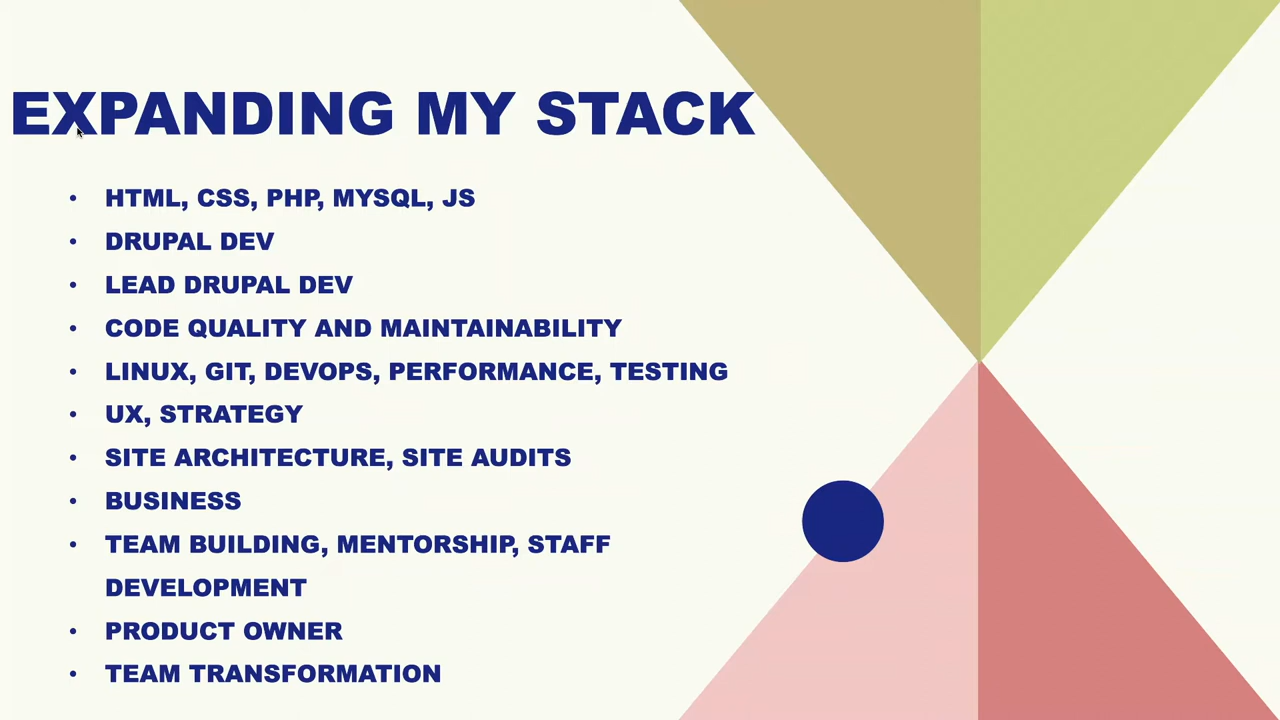 EXPANDING MY STACK
• HTML, CSS, PHP, MYSQL, JS
• DRUPAL DEV
• LEAD DRUPAL DEV
• CODE QUALITY AND MAINTAINABILITY
• LINUX, GIT, DEVOPS, PERFORMANCE, TESTING
• UX, STRATEGY
• SITE ARCHITECTURE, SITE AUDITS
• BUSINESS
• TEAM BUILDING, MENTORSHIP, STAFF
DEVELOPMENT
• PRODUCT OWNER
• TEAM TRANSFORMATION